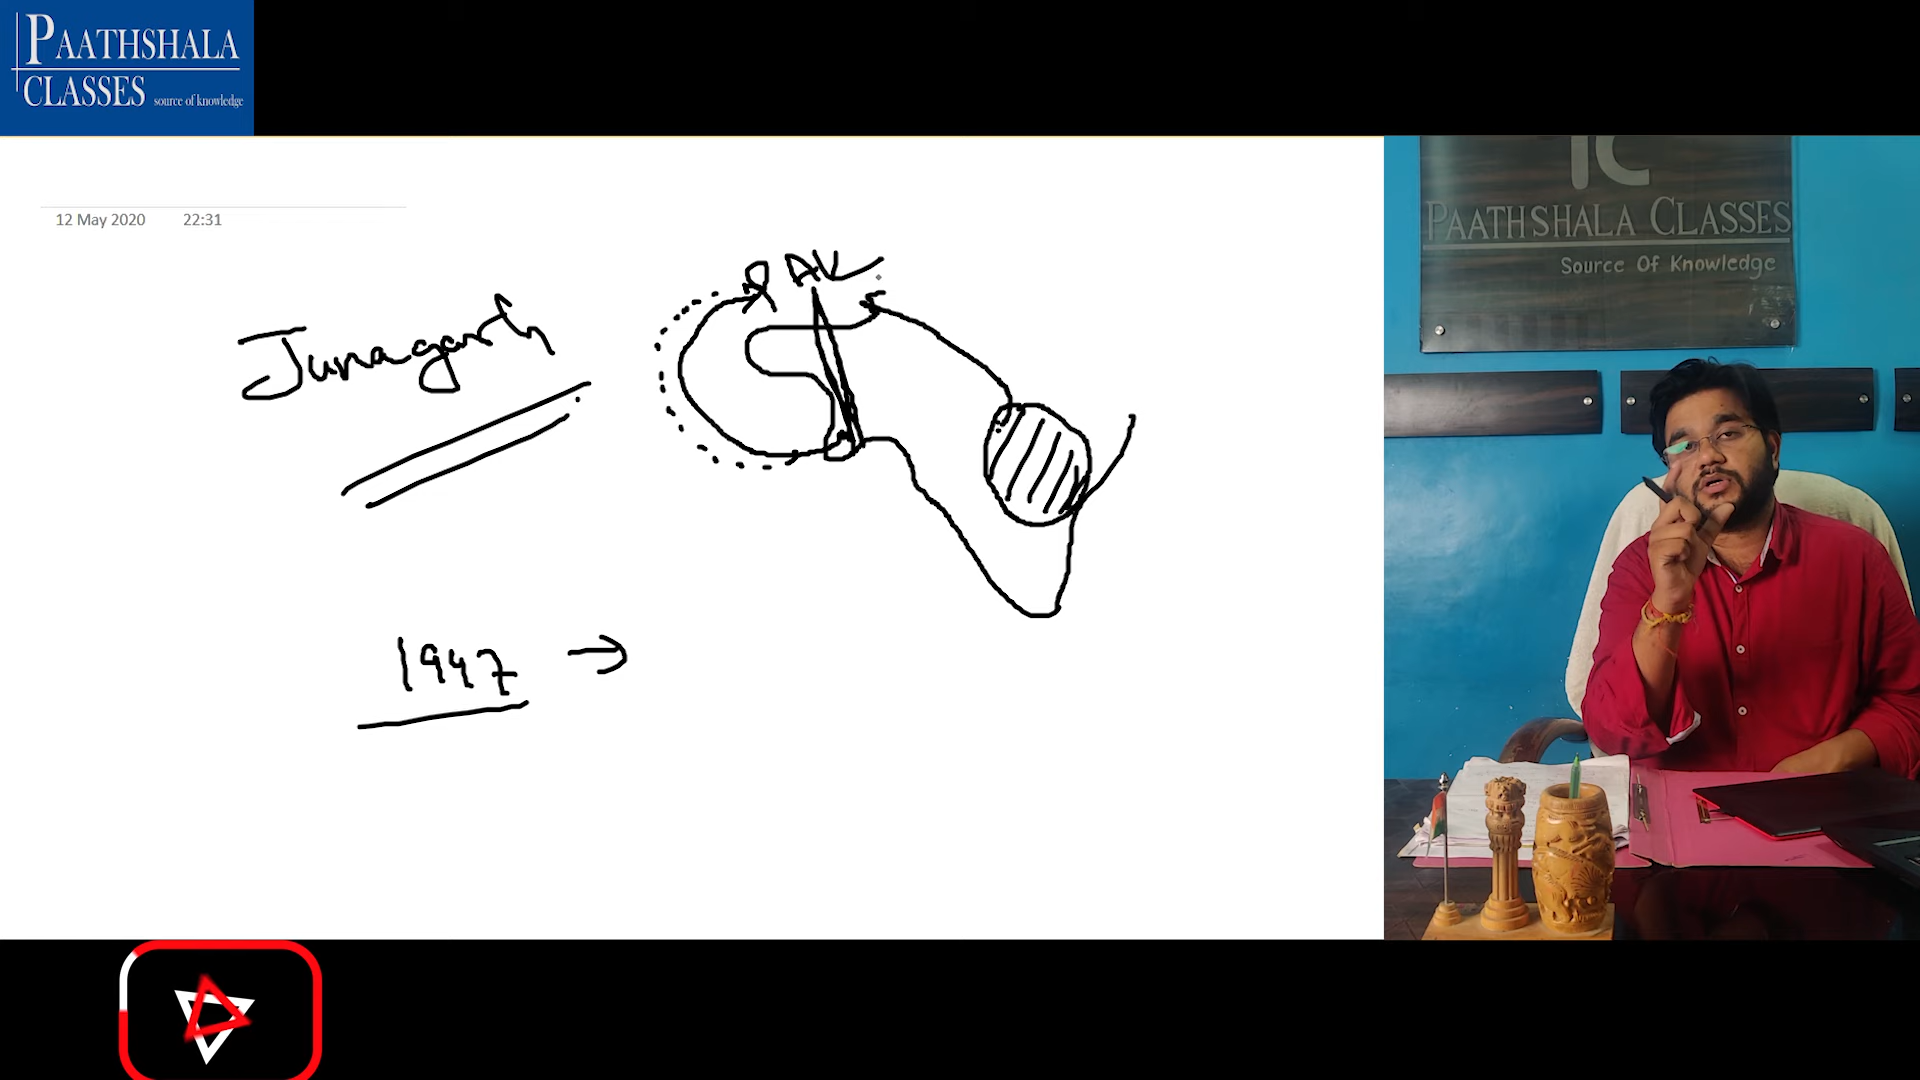 PAATHSHALA
CLASSES source of knowledge
12 May 2020 22:31
PAK
Junagarh
1947 →
PAATHSHALA CLASSES
Source Of Knowledge